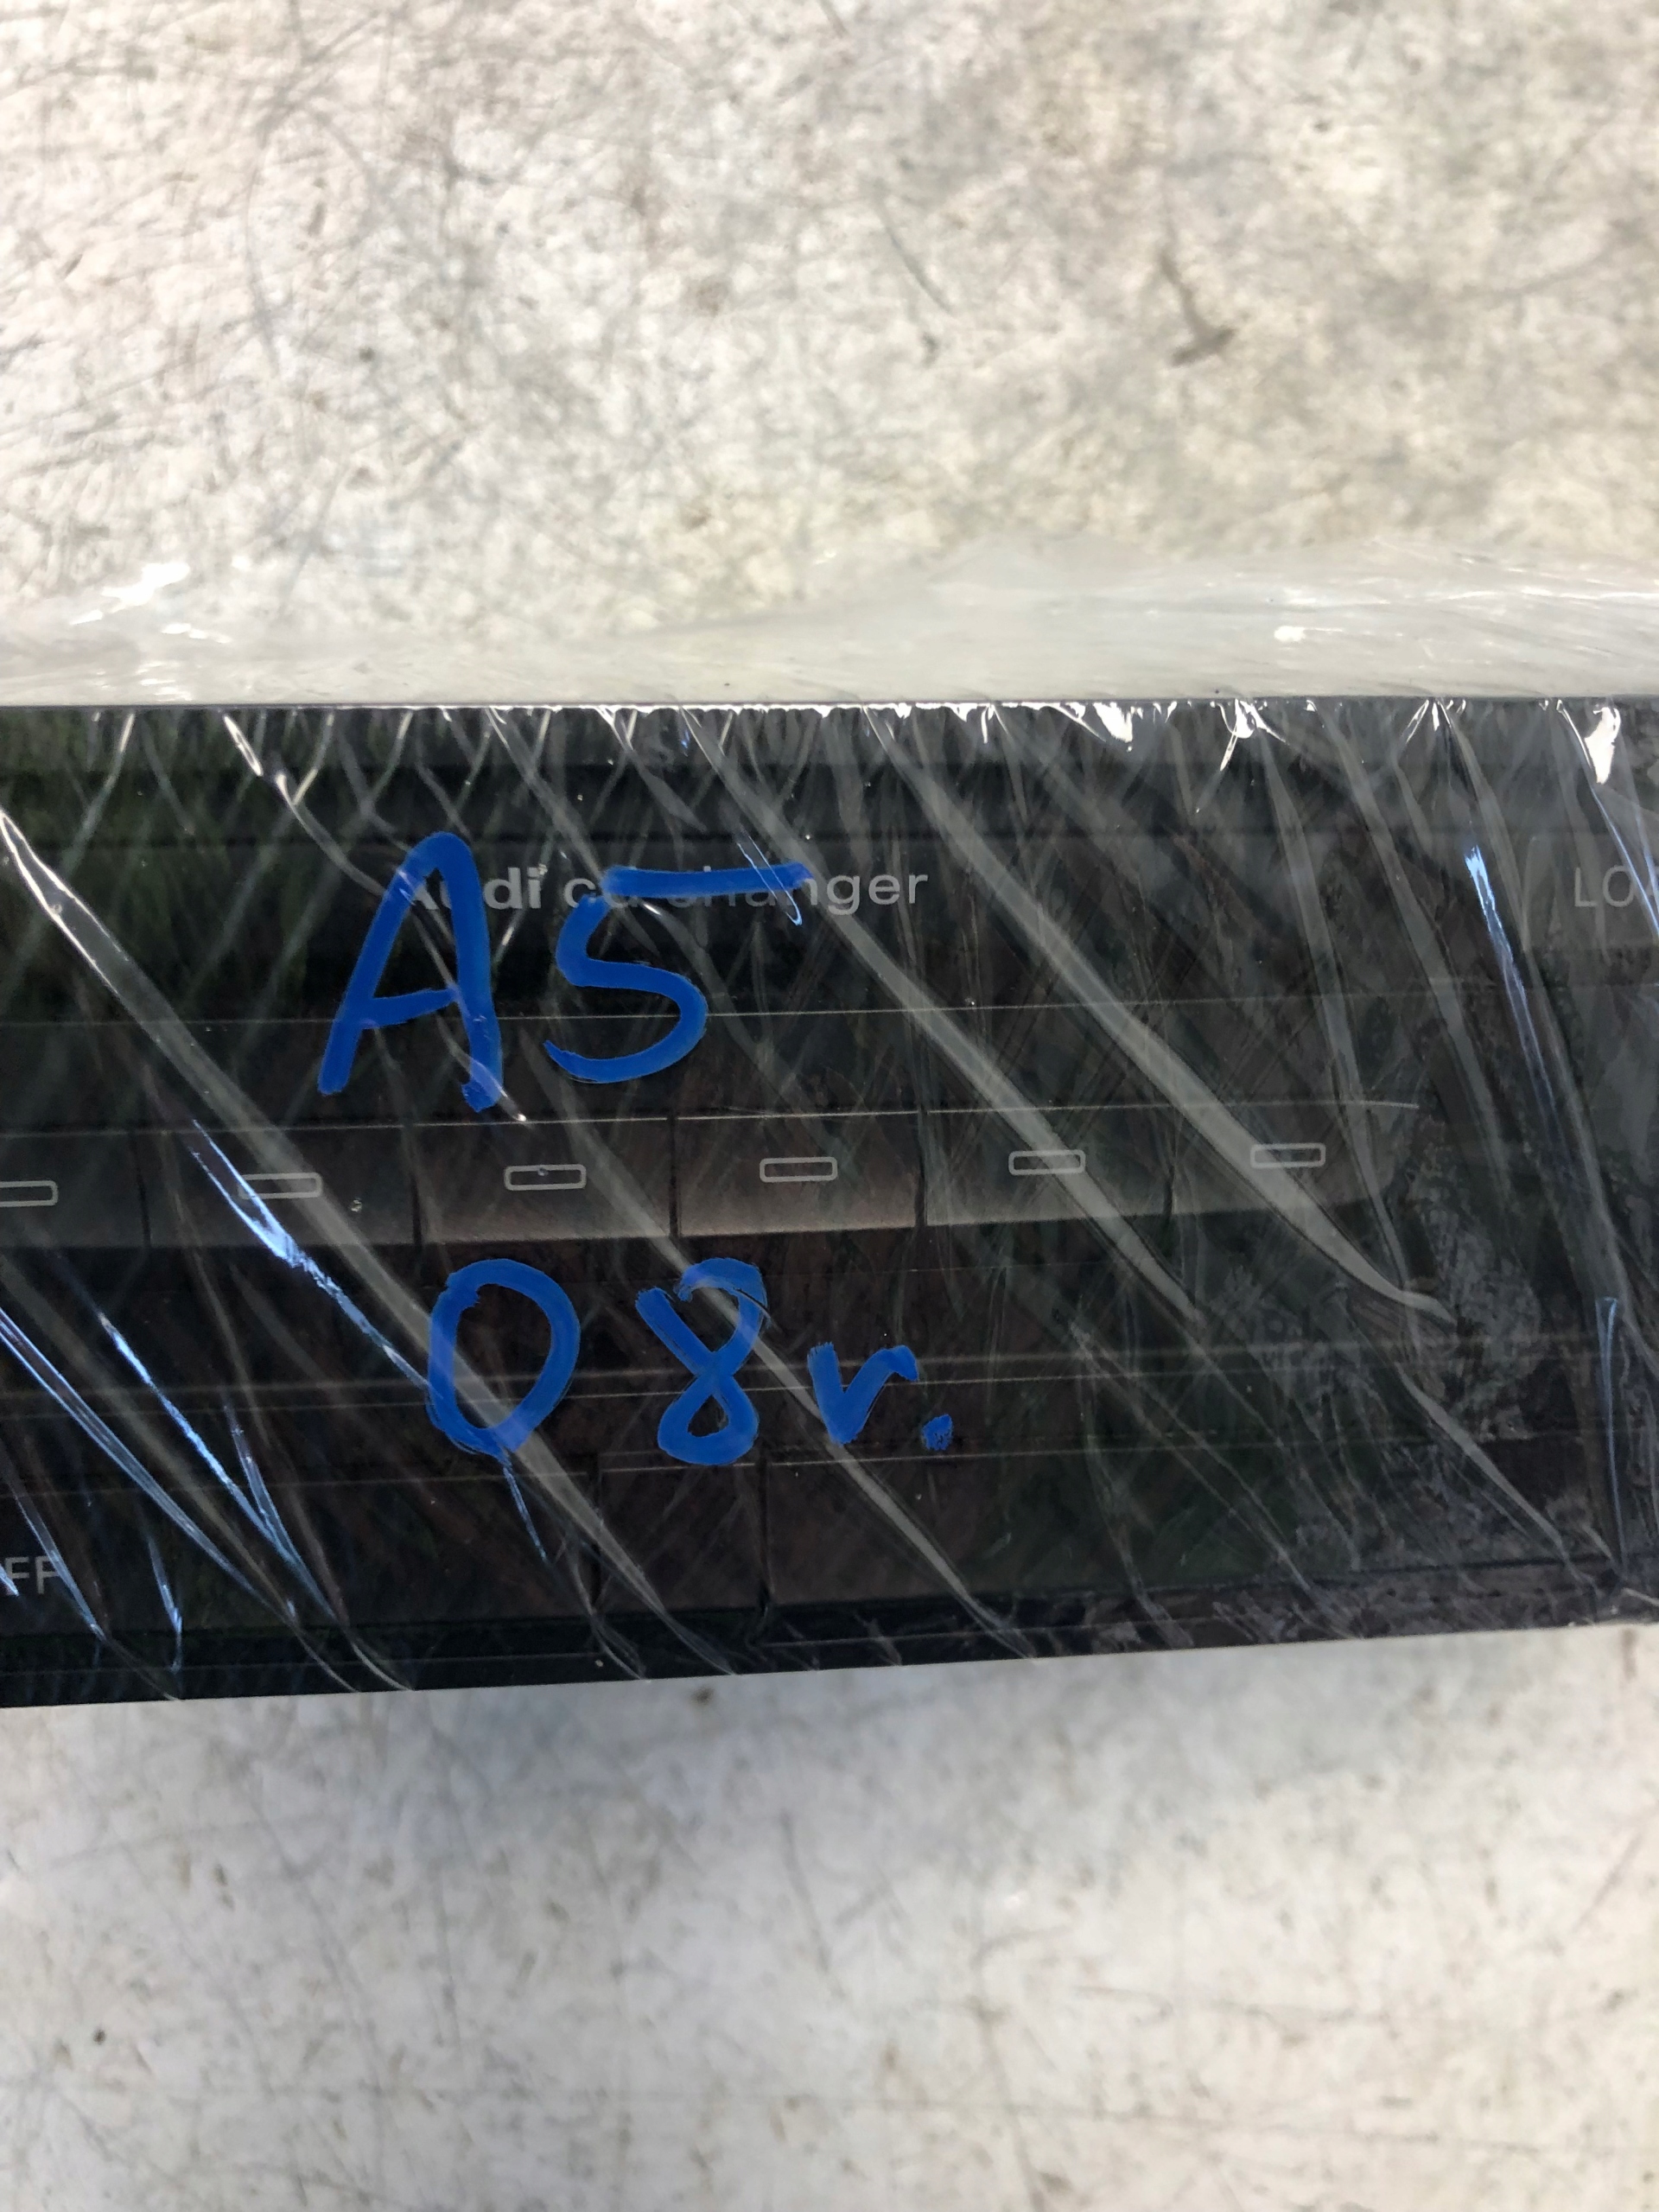 Audi cd changer
LO
A5
08r.
FF